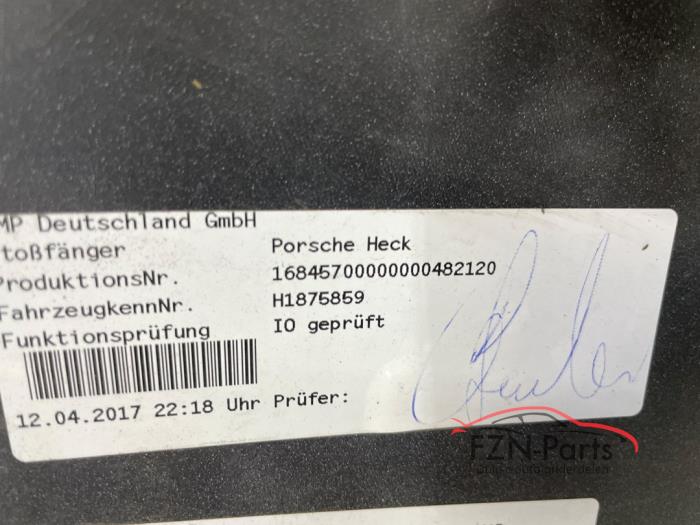 MP Deutschland GmbH
toßfänger Porsche Heck
ProduktionsNr. 16845700000000482120
FahrzeugkennNr. H1875859
Funktionsprüfung IO geprüft
12.04.2017 22:18 Uhr Prüfer:
FZN-Parts